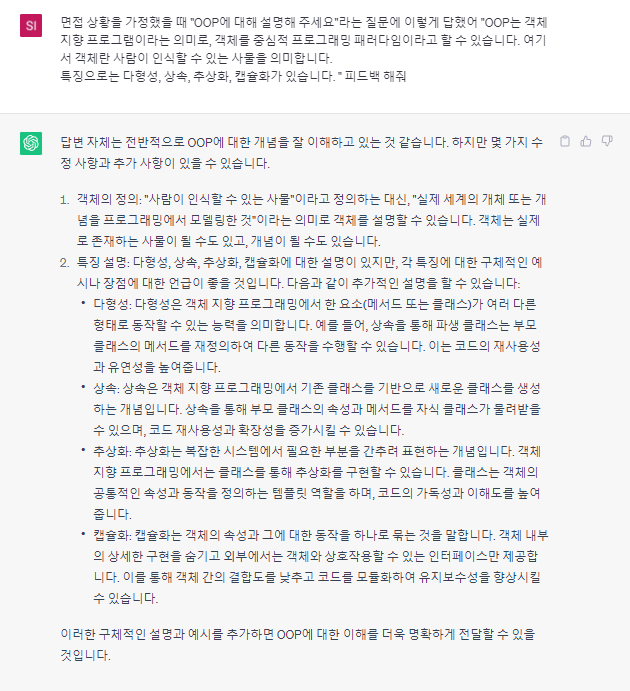 SI
면접 상황을 가정했을 때 "OOP에 대해 설명해 주세요"라는 질문에 이렇게 답했어 "OOP는 객체
지향 프로그램이라는 의미로, 객체를 중심적 프로그래밍 패러다임이라고 할 수 있습니다. 여기
서 객체란 사람이 인식할 수 있는 사물을 의미합니다.
특징으로는 다형성, 상속, 추상화, 캡슐화가 있습니다. " 피드백 해줘
답변 자체는 전반적으로 OOP에 대한 개념을 잘 이해하고 있는 것 같습니다. 하지만 몇 가지 수
정 사항과 추가 사항이 있을 수 있습니다.
1. 객체의 정의: "사람이 인식할 수 있는 사물"이라고 정의하는 대신, "실제 세계의 개체 또는 개
념을 프로그래밍에서 모델링한 것"이라는 의미로 객체를 설명할 수 있습니다. 객체는 실제
로 존재하는 사물이 될 수도 있고, 개념이 될 수도 있습니다.
2. 특징 설명: 다형성, 상속, 추상화, 캡슐화에 대한 설명이 있지만, 각 특징에 대한 구체적인 예
시나 장점에 대한 언급이 좋을 것입니다. 다음과 같이 추가적인 설명을 할 수 있습니다:
• 다형성: 다형성은 객체 지향 프로그래밍에서 한 요소(메서드 또는 클래스)가 여러 다른
형태로 동작할 수 있는 능력을 의미합니다. 예를 들어, 상속을 통해 파생 클래스는 부모
클래스의 메서드를 재정의하여 다른 동작을 수행할 수 있습니다. 이는 코드의 재사용성
과 유연성을 높여줍니다.
• 상속: 상속은 객체 지향 프로그래밍에서 기존 클래스를 기반으로 새로운 클래스를 생성
하는 개념입니다. 상속을 통해 부모 클래스의 속성과 메서드를 자식 클래스가 물려받을
수 있으며, 코드 재사용성과 확장성을 증가시킬 수 있습니다.
• 추상화: 추상화는 복잡한 시스템에서 필요한 부분을 간추려 표현하는 개념입니다. 객체
지향 프로그래밍에서는 클래스를 통해 추상화를 구현할 수 있습니다. 클래스는 객체의
공통적인 속성과 동작을 정의하는 템플릿 역할을 하며, 코드의 가독성과 이해도를 높여
줍니다.
• 캡슐화: 캡슐화는 객체의 속성과 그에 대한 동작을 하나로 묶는 것을 말합니다. 객체 내부
의 상세한 구현을 숨기고 외부에서는 객체와 상호작용할 수 있는 인터페이스만 제공합
니다. 이를 통해 객체 간의 결합도를 낮추고 코드를 모듈화하여 유지보수성을 향상시킬
수 있습니다.
이러한 구체적인 설명과 예시를 추가하면 OOP에 대한 이해를 더욱 명확하게 전달할 수 있을
것입니다.